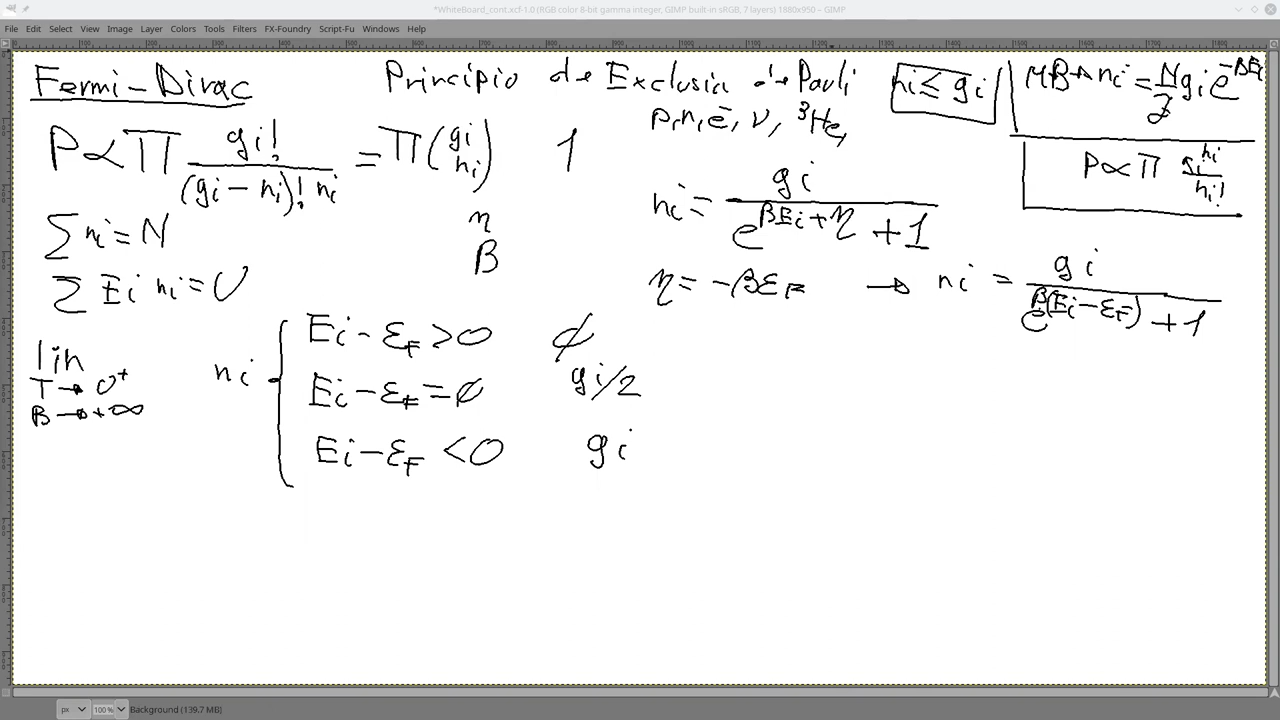 *WhiteBoard_cont.xcf-1.0 (RGB color 8-bit gamma integer, GIMP built-in sRGB, 7 layers) 1880x950 – GIMP
File Edit Select View Image Layer Colors Tools Filters FX-Foundry Script-Fu Windows Help
Fermi-Dirac Principio de Exclusia de Pauli ni ≤ gi MB → ni = N/Z gi e^-βEi
p, n, e⁻, ν, ³He,
P ∝ Π gi!/((gi - ni)! ni) = Π (gi ni) 1
P ∝ Π gi^ni/ni!
ni = gi/(e^(βEi+η) + 1)
Σ ni = N η
Σ Ei ni = U β
η = -βεF → ni = gi/(e^(β(Ei-εF)) + 1)
lim T → 0⁺ β → +∞
ni { Ei - εF > 0 ∅
Ei - εF = ∅ gi/2
Ei - εF < 0 gi
px 100 % Background (139.7 MB)